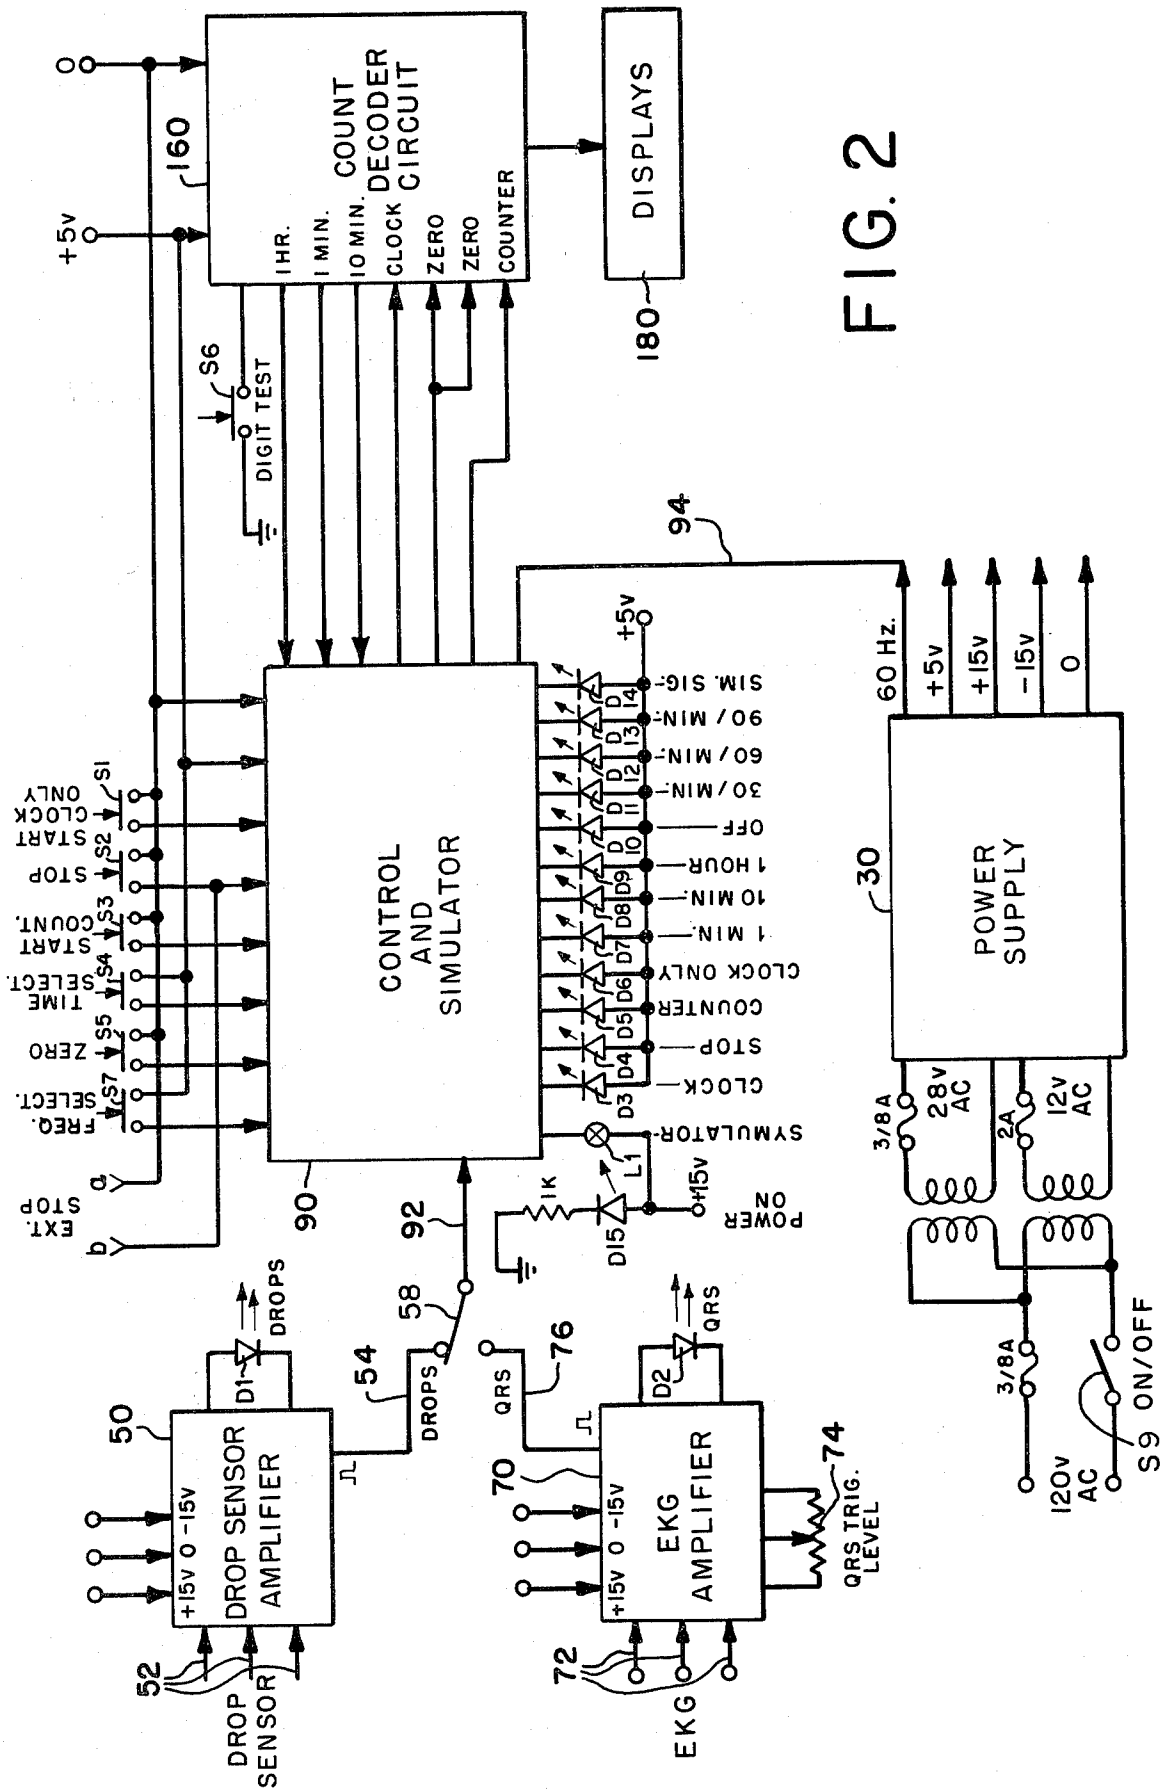 DROP
SENSOR
52
+15v 0 -15v
DROP SENSOR
AMPLIFIER
50
D1
DROPS
54
DROPS
58
QRS
76
EKG
72
+15v 0 -15v
EKG
AMPLIFIER
70
D2
QRS
QRS TRIG.
LEVEL
74
EXT.
STOP
b
a
FREQ.
SELECT.
S7
ZERO
S5
TIME
SELECT.
S4
START
COUNT.
S3
STOP
S2
START
CLOCK
ONLY
S1
90
92
CONTROL
AND
SIMULATOR
1K
D15
L1
+15v
POWER
ON
SYMULATOR
D3
CLOCK
D4
STOP
D5
COUNTER
D6
CLOCK ONLY
D7
1 MIN.
D8
10 MIN.
D9
1 HOUR
D
10
OFF
D
11
30/MIN.
D
12
60/MIN.
D
13
90/MIN.
D
14
SIM. SIG.
+5v
94
S6
DIGIT TEST
+5v
0
160
1 HR.
1 MIN.
10 MIN.
CLOCK
ZERO
ZERO
COUNTER
COUNT
DECODER
CIRCUIT
DISPLAYS
180
120v
AC
S9 ON/OFF
3/8A
3/8A
28v
AC
2A
12v
AC
30
POWER
SUPPLY
60 Hz.
+5v
+15v
-15v
0
FIG. 2